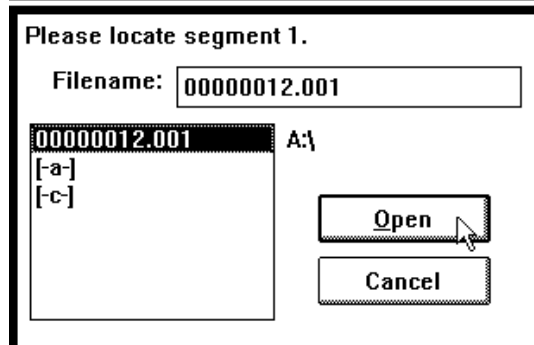 Please locate segment 1.
Filename: 00000012.001
00000012.001 A:\
[-a-]
[-c-]
Open
Cancel